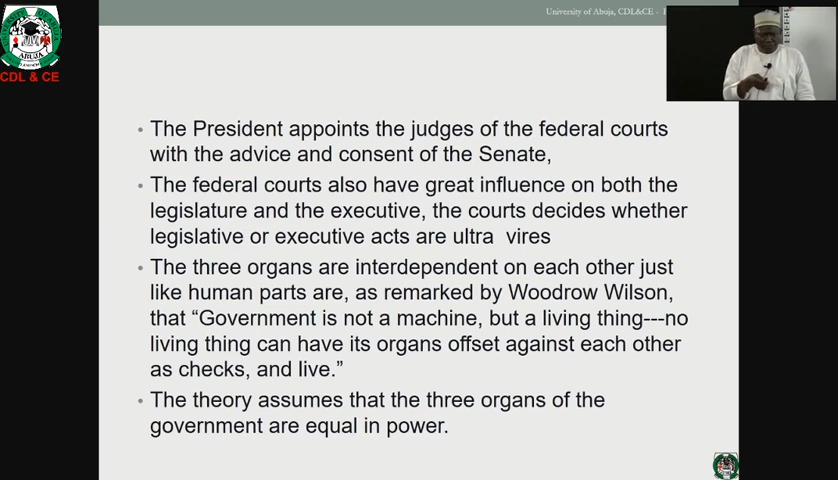 University of Abuja, CDL&CE -
ABUJA
CDL & CE
• The President appoints the judges of the federal courts
with the advice and consent of the Senate,
• The federal courts also have great influence on both the
legislature and the executive, the courts decides whether
legislative or executive acts are ultra vires
• The three organs are interdependent on each other just
like human parts are, as remarked by Woodrow Wilson,
that “Government is not a machine, but a living thing---no
living thing can have its organs offset against each other
as checks, and live.”
• The theory assumes that the three organs of the
government are equal in power.